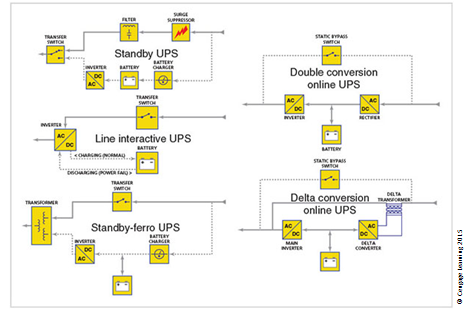 SURGE
SUPPRESSOR
FILTER
TRANSFER
SWITCH
Standby UPS
BATTERY
CHARGER
INVERTER
BATTERY
DC
AC
TRANSFER
SWITCH
INVERTER
AC
DC
Line interactive UPS
BATTERY
< CHARGING (NORMAL)
DISCHARGING (POWER FAIL) >
TRANSFER
SWITCH
TRANSFORMER
Standby-ferro UPS
INVERTER
BATTERY
CHARGER
DC
AC
BATTERY
STATIC BYPASS
SWITCH
Double conversion
online UPS
AC
DC
AC
DC
INVERTER
RECTIFIER
BATTERY
STATIC BYPASS
SWITCH
DELTA
TRANSFORMER
Delta conversion
online UPS
AC
DC
AC
DC
MAIN
INVERTER
DELTA
CONVERTER
BATTERY
© Cengage Learning 2015